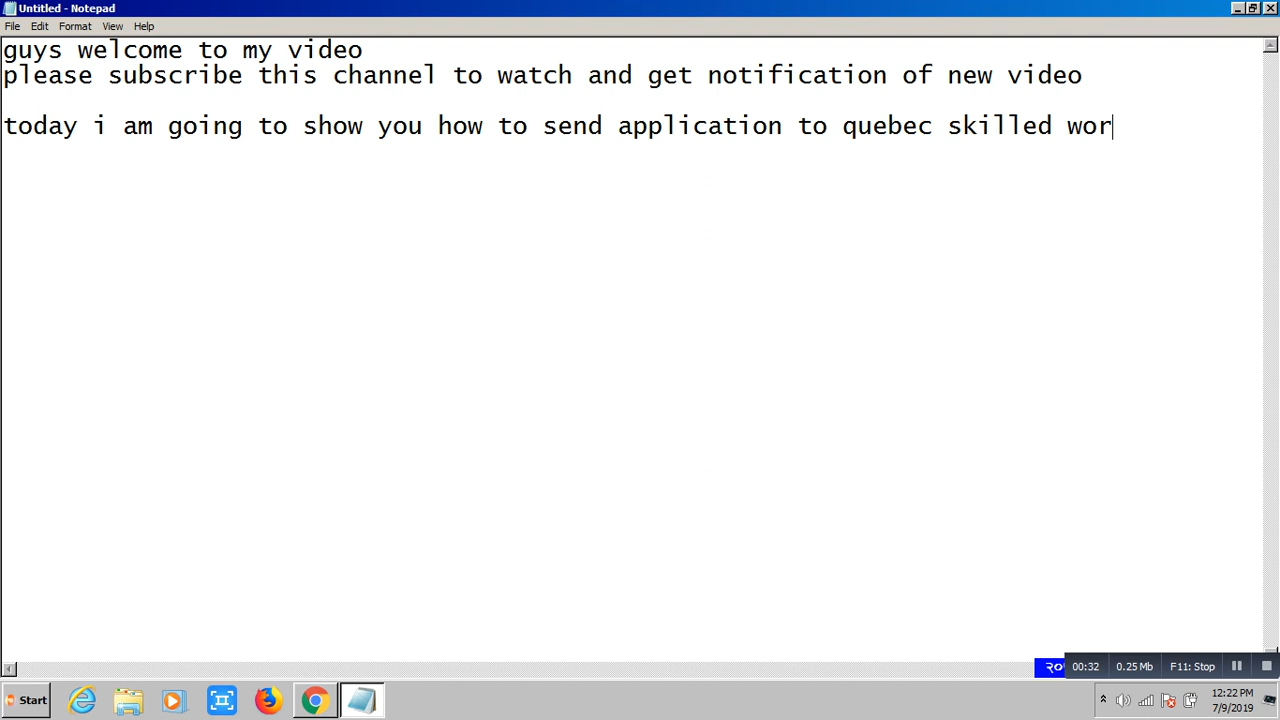 Untitled - Notepad
File Edit Format View Help
guys welcome to my video
please subscribe this channel to watch and get notification of new video
today i am going to show you how to send application to quebec skilled wor
00:32 0.25 Mb F11: Stop
Start
12:22 PM
7/9/2019